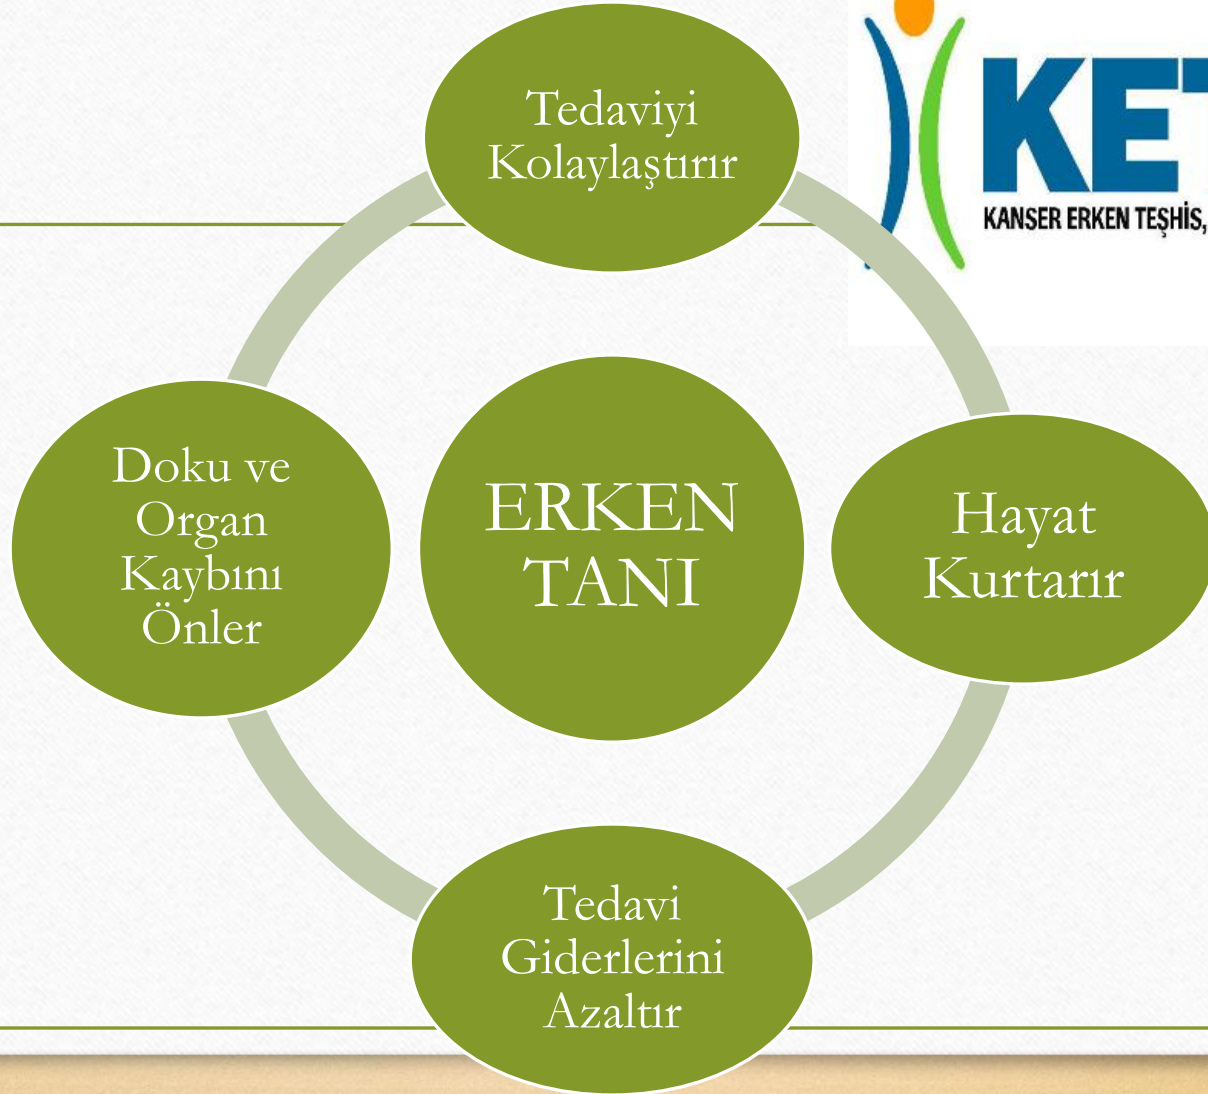 Tedaviyi
Kolaylaştırır
KET
KANSER ERKEN TEŞHİS,
Doku ve
Organ
Kaybını
Önler
ERKEN
TANI
Hayat
Kurtarır
Tedavi
Giderlerini
Azaltır